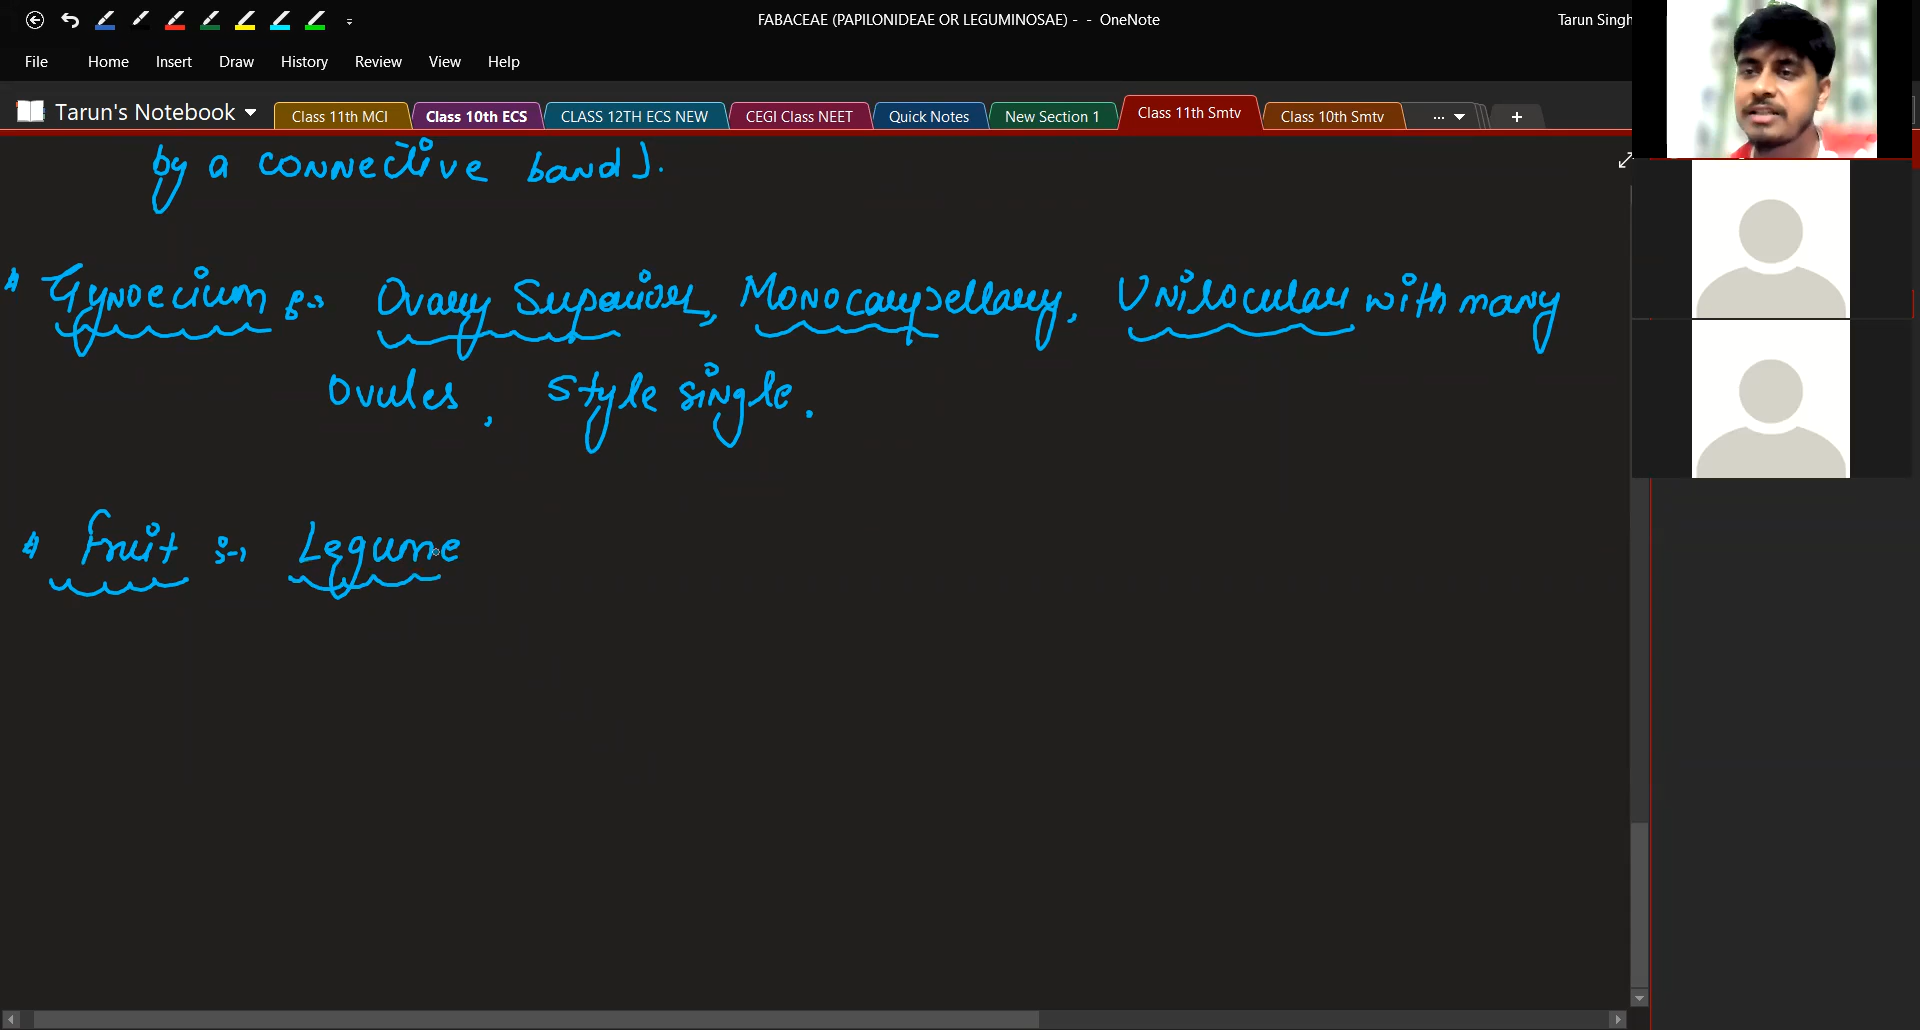 FABACEAE (PAPILONIDEAE OR LEGUMINOSAE) - - OneNote
Tarun Singh
File Home Insert Draw History Review View Help
Tarun's Notebook
Class 11th MCI
Class 10th ECS
CLASS 12TH ECS NEW
CEGI Class NEET
Quick Notes
New Section 1
Class 11th Smtv
Class 10th Smtv
... +
by a connective band).
Gynoecium :- Ovary Superior, Monocarpellary, Unilocular with many
Ovules, Style single.
Fruit :- Legume